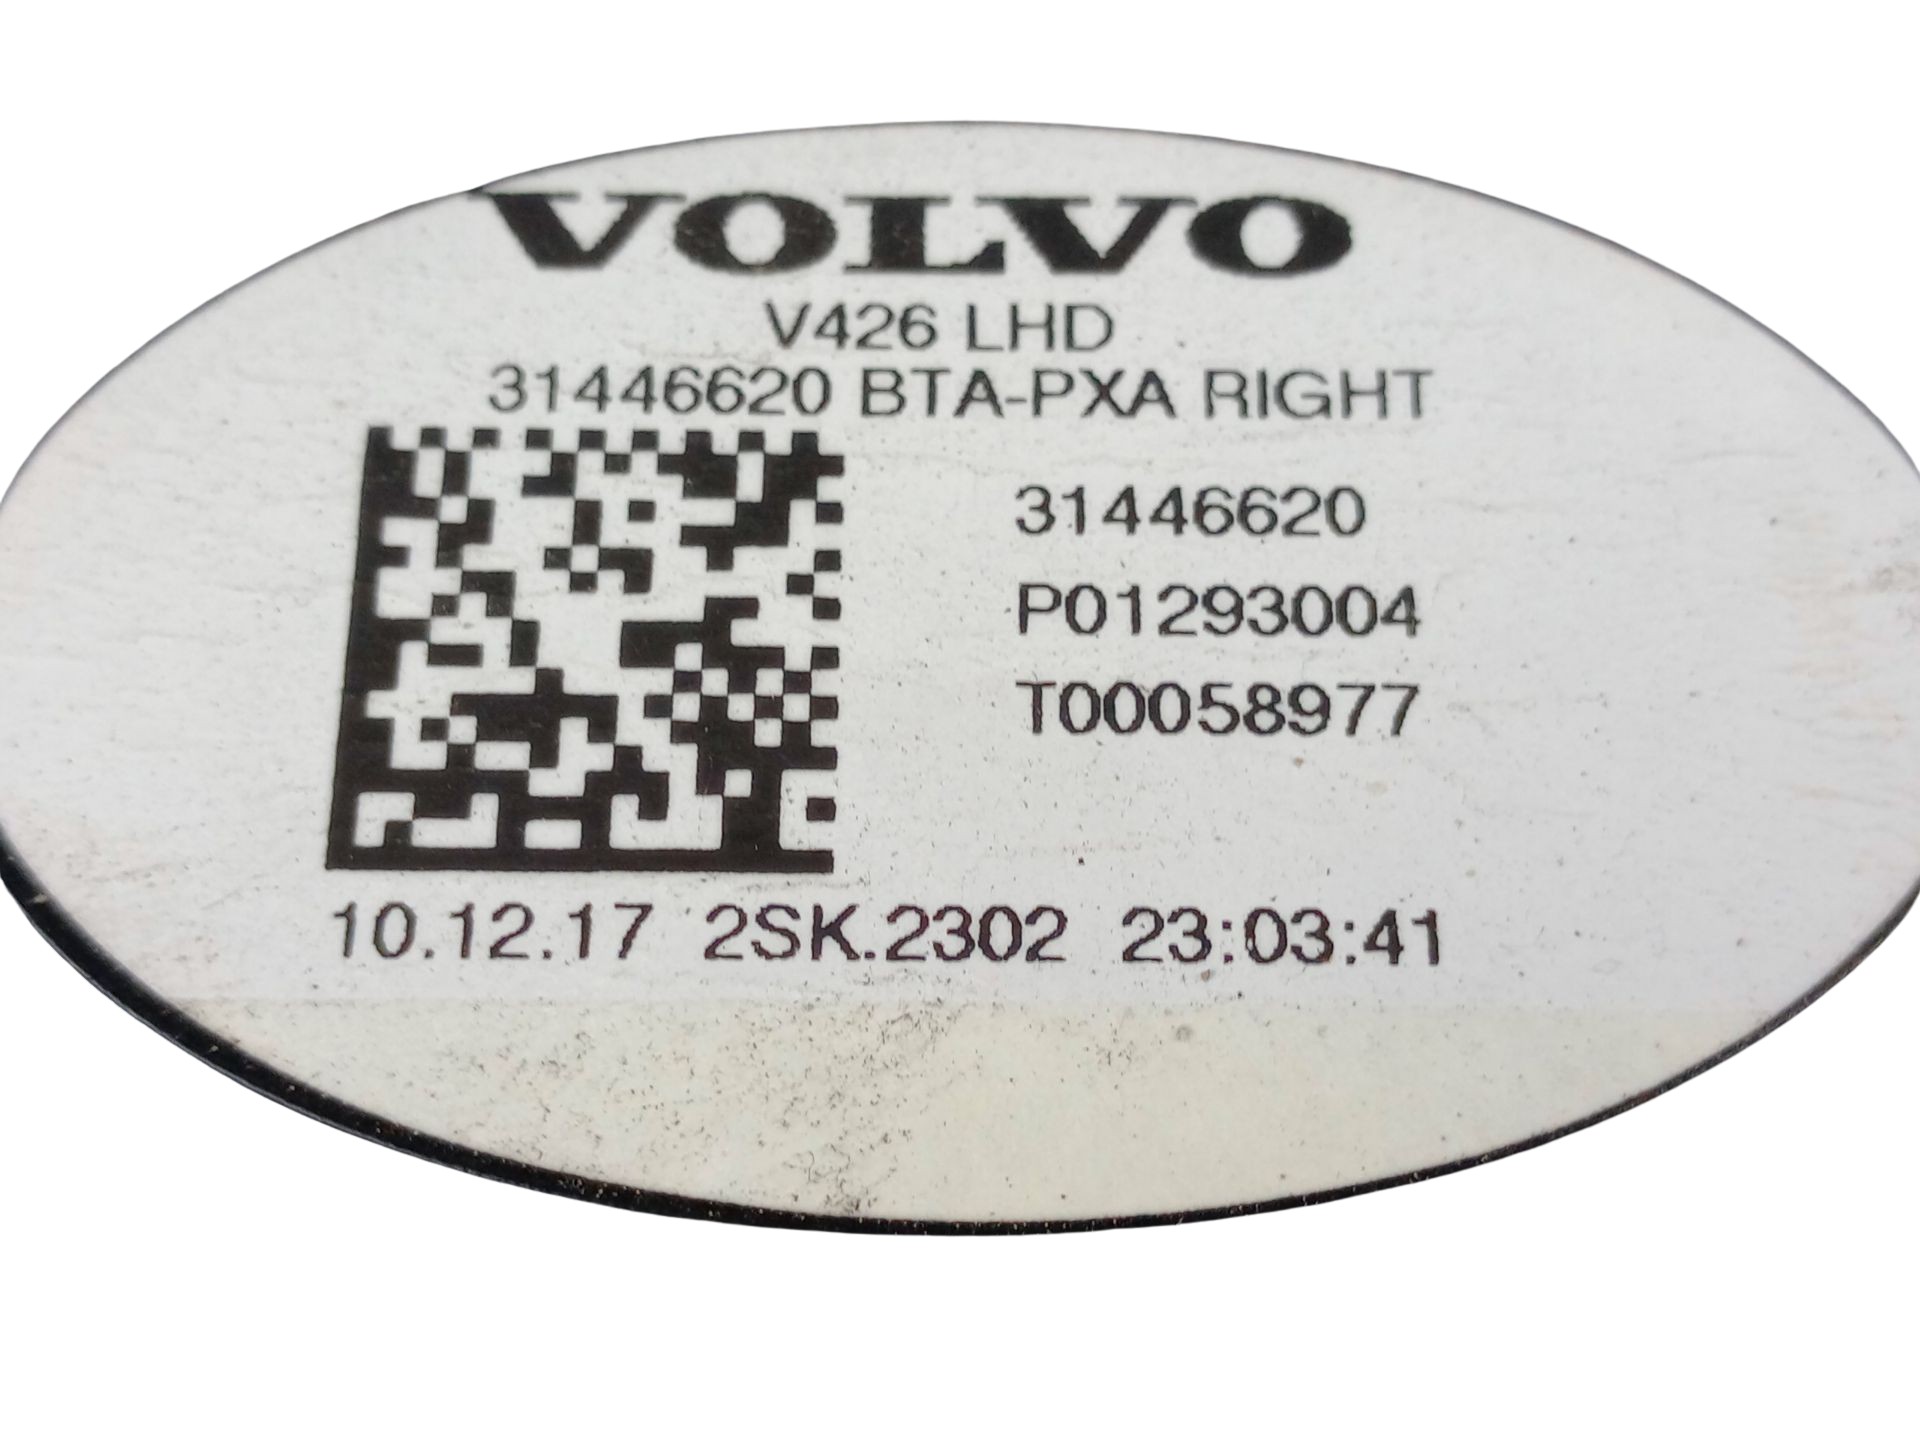 VOLVO
V426 LHD
31446620 BTA-PXA RIGHT
31446620
P01293004
T00058977
10.12.17 2SK.2302 23:03:41